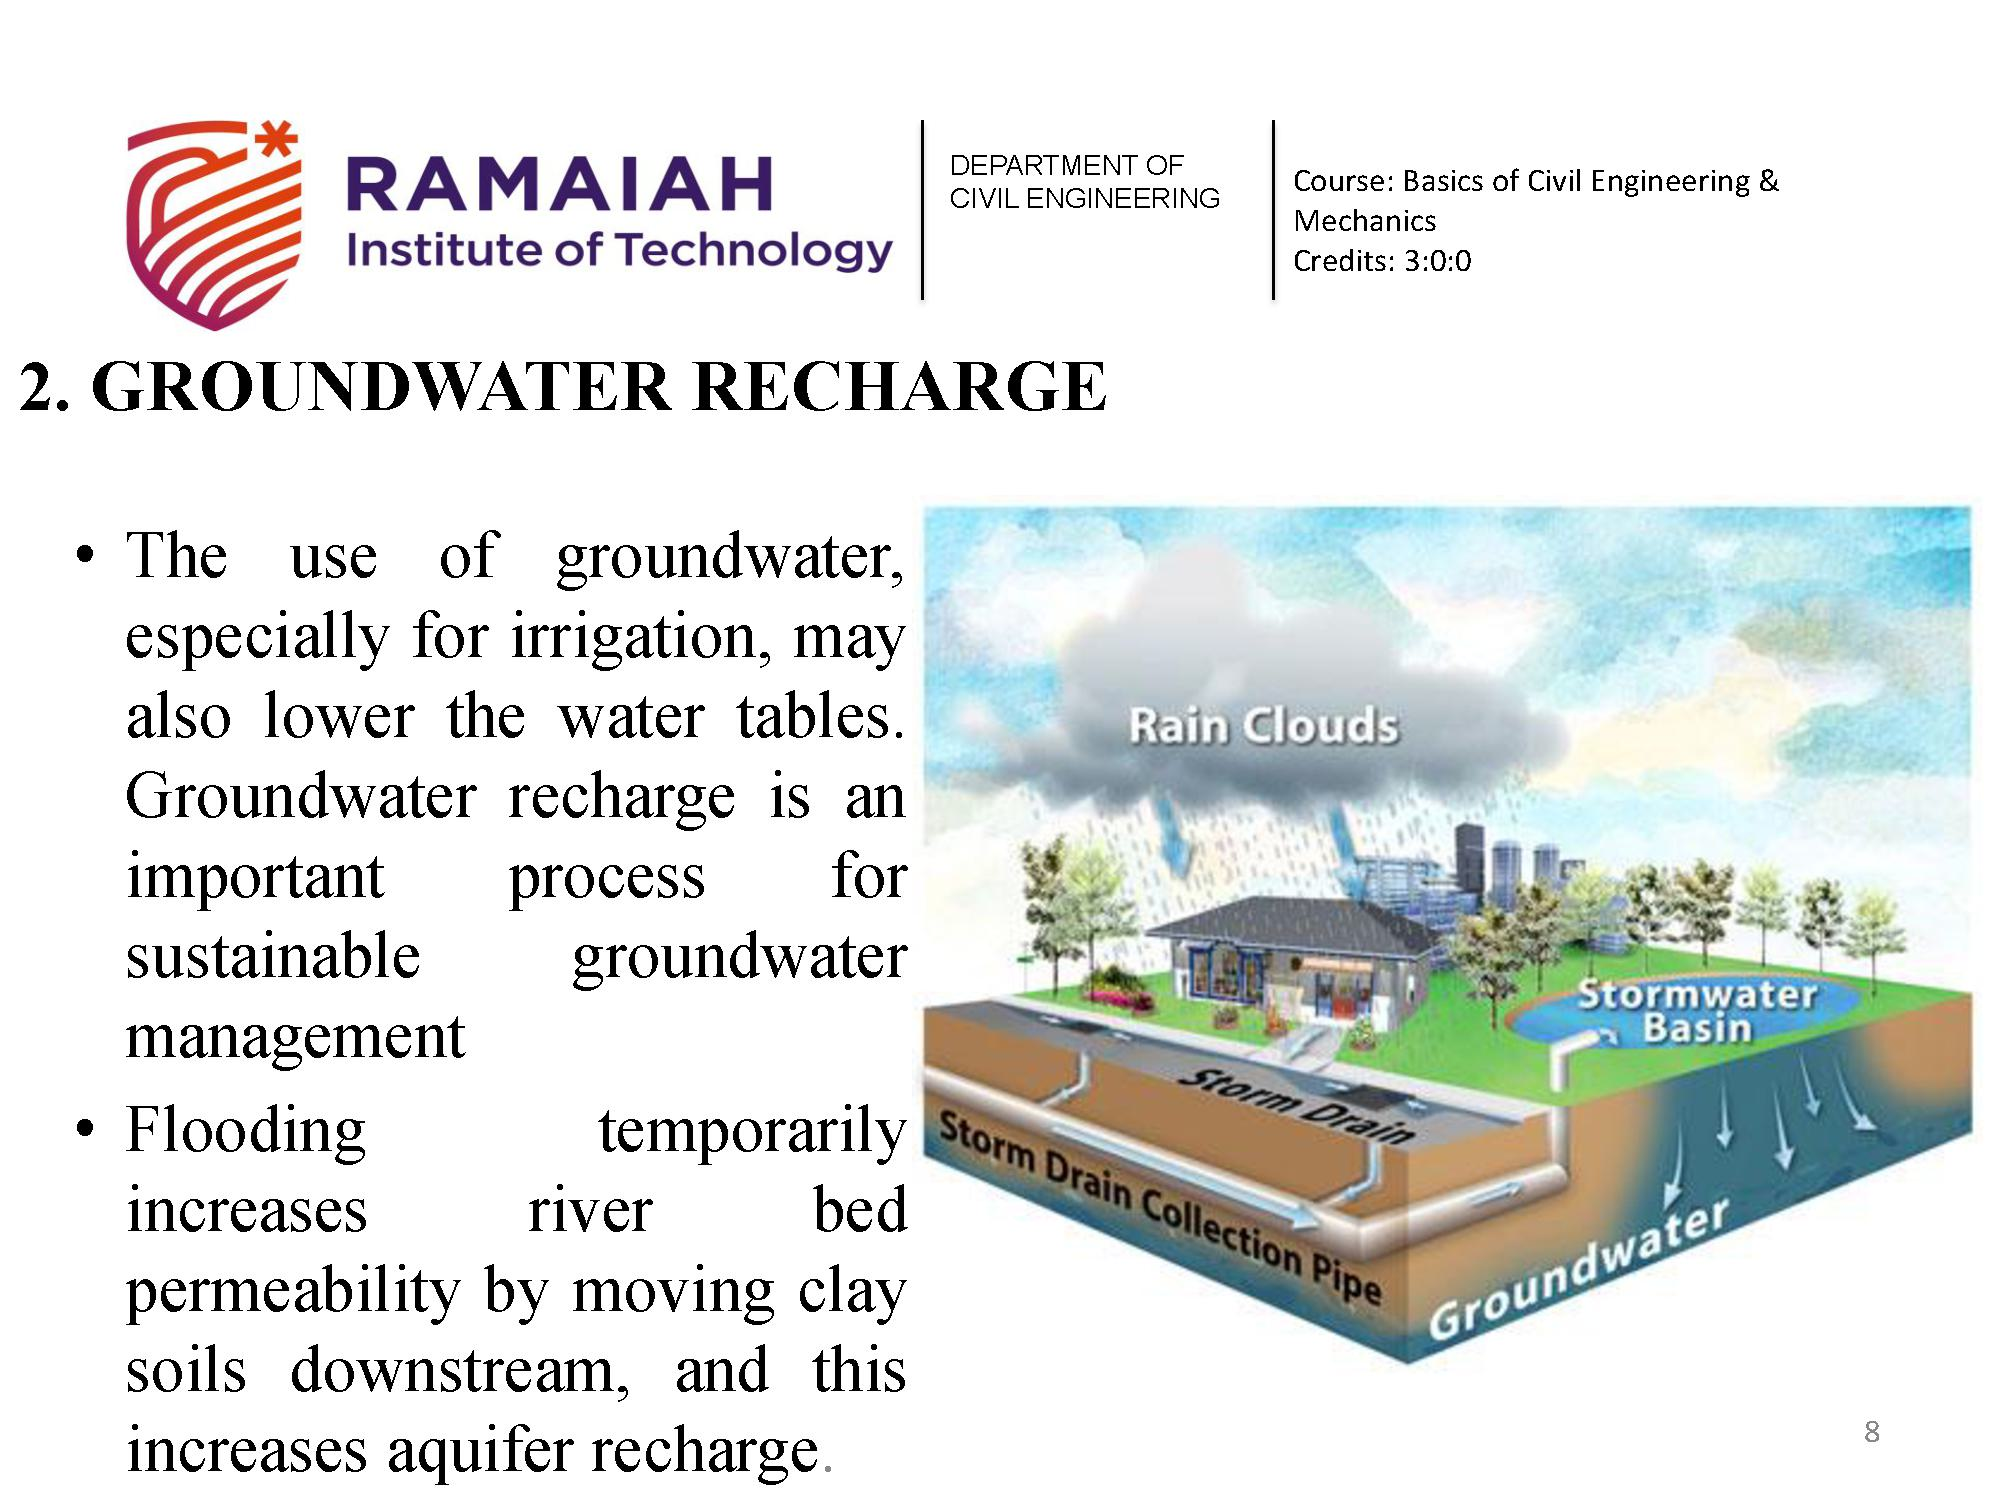 RAMAIAH
Institute of Technology
DEPARTMENT OF
CIVIL ENGINEERING
Course: Basics of Civil Engineering &
Mechanics
Credits: 3:0:0
2. GROUNDWATER RECHARGE
• The use of groundwater,
especially for irrigation, may
also lower the water tables.
Groundwater recharge is an
important process for
sustainable groundwater
management
• Flooding temporarily
increases river bed
permeability by moving clay
soils downstream, and this
increases aquifer recharge.
Rain Clouds
Stormwater
Basin
Storm Drain
Storm Drain Collection Pipe
Groundwater
8